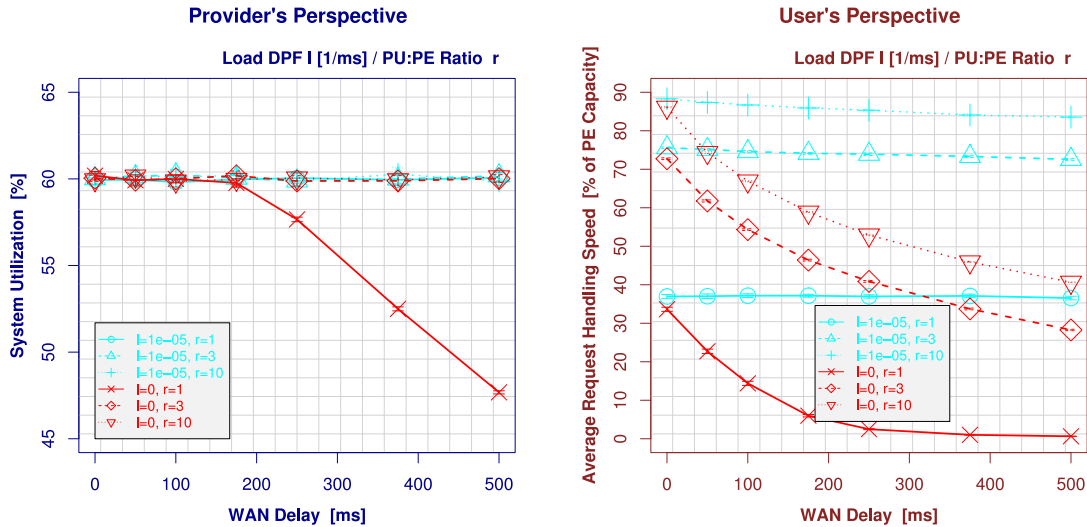 Provider's Perspective
Load DPF l [1/ms] / PU:PE Ratio r
System Utilization [%]
65
60
55
50
45
l=1e-05, r=1
l=1e-05, r=3
l=1e-05, r=10
l=0, r=1
l=0, r=3
l=0, r=10
0 100 200 300 400 500
WAN Delay [ms]
User's Perspective
Load DPF l [1/ms] / PU:PE Ratio r
Average Request Handling Speed [% of PE Capacity]
90
80
70
60
50
40
30
20
10
0
l=1e-05, r=1
l=1e-05, r=3
l=1e-05, r=10
l=0, r=1
l=0, r=3
l=0, r=10
0 100 200 300 400 500
WAN Delay [ms]